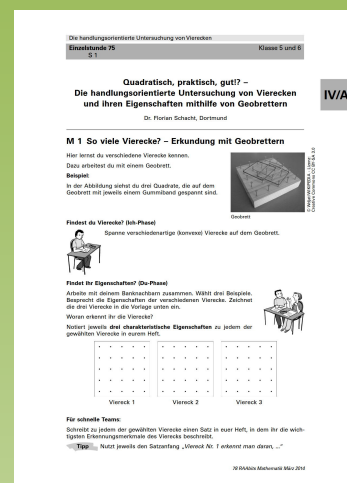 Die handlungsorientierte Untersuchung von Vierecken
Einzelstunde 75 Klasse 5 und 6
S 1
IV/A
Quadratisch, praktisch, gut!? –
Die handlungsorientierte Untersuchung von Vierecken
und ihren Eigenschaften mithilfe von Geobrettern
Dr. Florian Schacht, Dortmund
M 1 So viele Vierecke? – Erkundung mit Geobrettern
Hier lernst du verschiedene Vierecke kennen.
Dazu arbeitest du mit einem Geobrett.
Beispiel:
In der Abbildung siehst du drei Quadrate, die auf dem
Geobrett mit jeweils einem Gummiband gespannt sind.
Geobrett
Findest du Vierecke? (Ich-Phase)
Spanne verschiedenartige (konvexe) Vierecke auf dem Geobrett.
Findet ihr Eigenschaften? (Du-Phase)
Arbeite mit deinem Banknachbarn zusammen. Wählt drei Beispiele.
Besprecht die Eigenschaften der verschiedenen Vierecke. Zeichnet
die drei Vierecke in die Vorlage unten ein.
Woran erkennt ihr die Vierecke?
Notiert jeweils drei charakteristische Eigenschaften zu jedem der
gewählten Vierecke in eurem Heft.
Viereck 1 Viereck 2 Viereck 3
Für schnelle Teams:
Schreibt zu jedem der gewählten Vierecke einen Satz in euer Heft, in dem ihr die wich-
tigsten Erkennungsmerkmale des Vierecks beschreibt.
Tipp Nutzt jeweils den Satzanfang „Viereck Nr. 1 erkennt man daran, ..."
78 RAAbits Mathematik März 2014